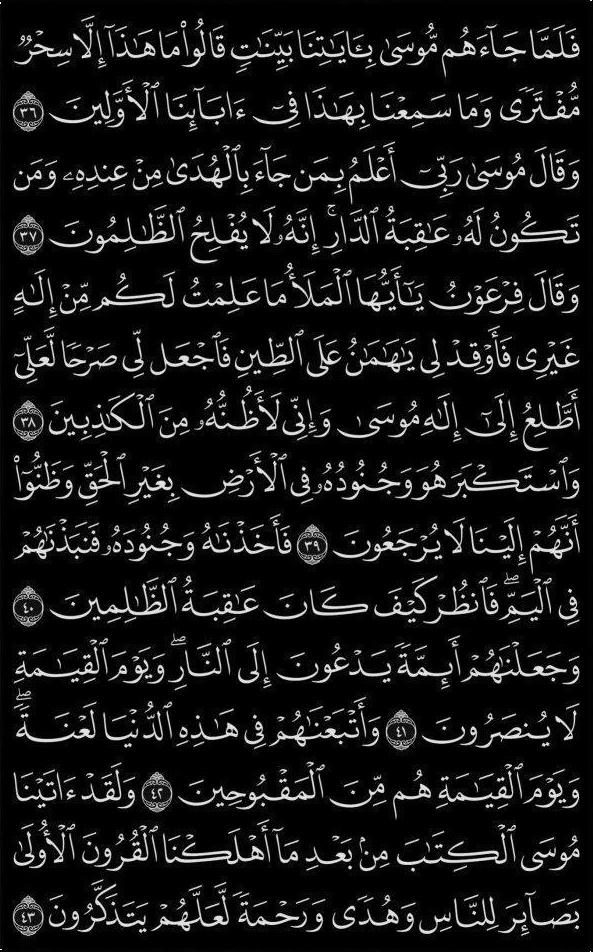 فَلَمَّا جَآءَهُم مُّوسَىٰ بِـَٔايَـٰتِنَا بَيِّنَـٰتٍ قَالُوا۟ مَا هَـٰذَآ إِلَّا سِحْرٌ
مُّفْتَرًى وَمَا سَمِعْنَا بِهَـٰذَا فِىٓ ءَابَآئِنَا ٱلْأَوَّلِينَ ٣٦
وَقَالَ مُوسَىٰ رَبِّىٓ أَعْلَمُ بِمَن جَآءَ بِٱلْهُدَىٰ مِنْ عِندِهِۦ وَمَن
تَكُونُ لَهُۥ عَـٰقِبَةُ ٱلدَّارِ ۖ إِنَّهُۥ لَا يُفْلِحُ ٱلظَّـٰلِمُونَ ٣٧
وَقَالَ فِرْعَوْنُ يَـٰٓأَيُّهَا ٱلْمَلَأُ مَا عَلِمْتُ لَكُم مِّنْ إِلَـٰهٍ
غَيْرِى فَأَوْقِدْ لِى يَـٰهَـٰمَـٰنُ عَلَى ٱلطِّينِ فَٱجْعَل لِّى صَرْحًا لَّعَلِّىٓ
أَطَّلِعُ إِلَىٰٓ إِلَـٰهِ مُوسَىٰ وَإِنِّى لَأَظُنُّهُۥ مِنَ ٱلْكَـٰذِبِينَ ٣٨
وَٱسْتَكْبَرَ هُوَ وَجُنُودُهُۥ فِى ٱلْأَرْضِ بِغَيْرِ ٱلْحَقِّ وَظَنُّوٓا۟
أَنَّهُمْ إِلَيْنَا لَا يُرْجَعُونَ ٣٩ فَأَخَذْنَـٰهُ وَجُنُودَهُۥ فَنَبَذْنَـٰهُمْ
فِى ٱلْيَمِّ ۖ فَٱنظُرْ كَيْفَ كَانَ عَـٰقِبَةُ ٱلظَّـٰلِمِينَ ٤٠
وَجَعَلْنَـٰهُمْ أَئِمَّةً يَدْعُونَ إِلَى ٱلنَّارِ ۖ وَيَوْمَ ٱلْقِيَـٰمَةِ
لَا يُنصَرُونَ ٤١ وَأَتْبَعْنَـٰهُمْ فِى هَـٰذِهِ ٱلدُّنْيَا لَعْنَةً ۖ
وَيَوْمَ ٱلْقِيَـٰمَةِ هُم مِّنَ ٱلْمَقْبُوحِينَ ٤٢ وَلَقَدْ ءَاتَيْنَا
مُوسَى ٱلْكِتَـٰبَ مِنۢ بَعْدِ مَآ أَهْلَكْنَا ٱلْقُرُونَ ٱلْأُولَىٰ
بَصَآئِرَ لِلنَّاسِ وَهُدًى وَرَحْمَةً لَّعَلَّهُمْ يَتَذَكَّرُونَ ٤٣